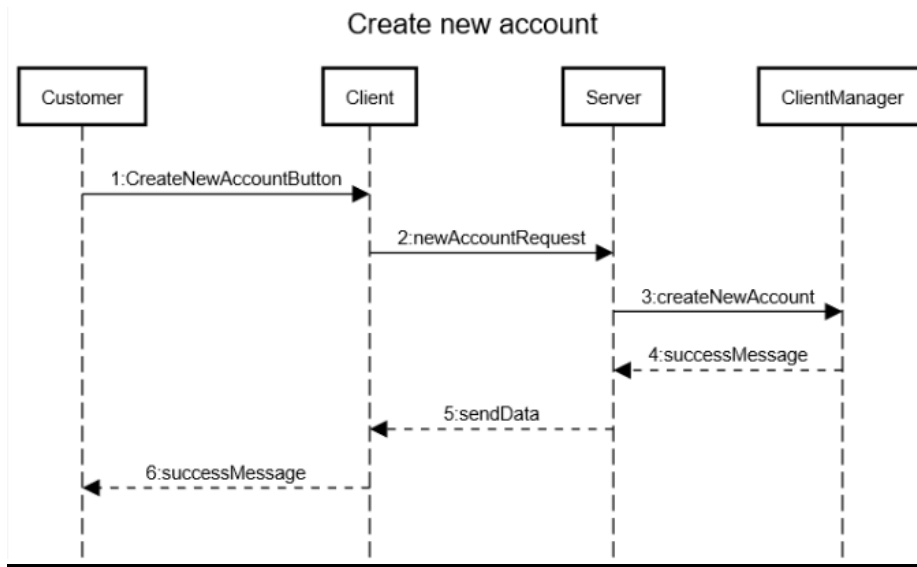 Create new account
Customer
Client
Server
ClientManager
1:CreateNewAccountButton
2:newAccountRequest
3:createNewAccount
4:successMessage
5:sendData
6:successMessage